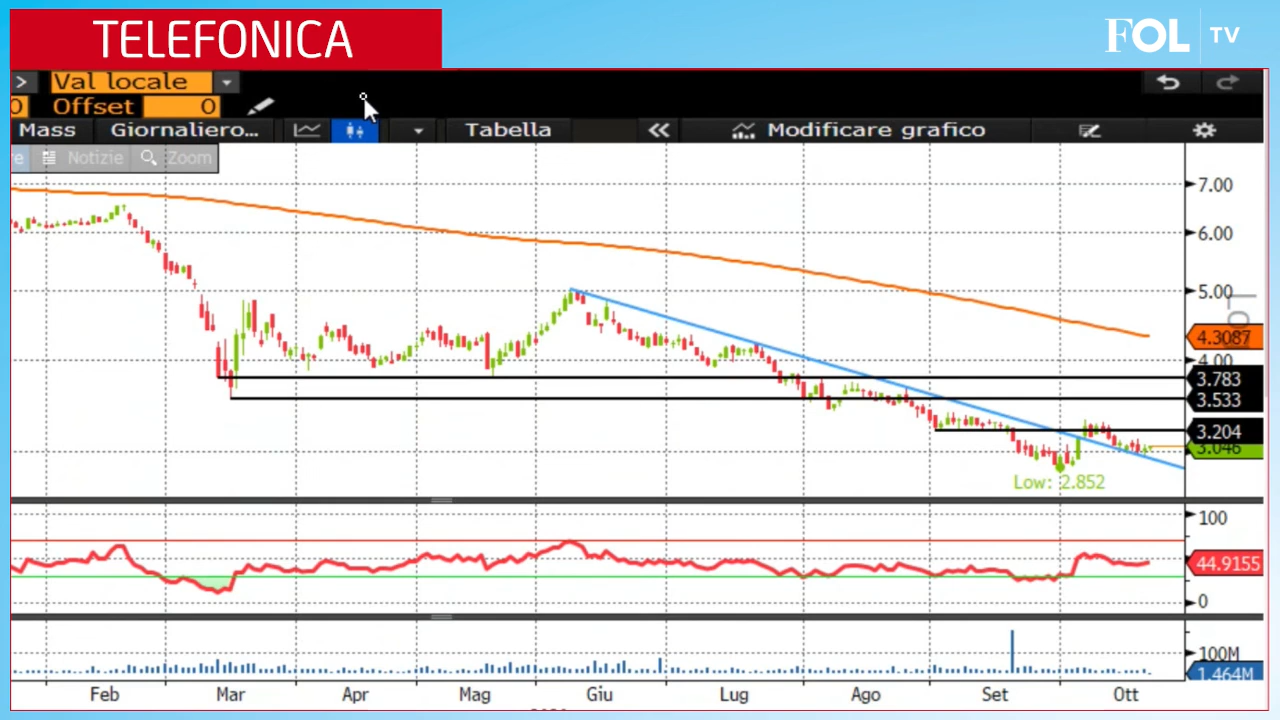 TELEFONICA
FOL TV
Val locale
0 Offset 0
Mass Giornaliero... Tabella Modificare grafico
re Notizie Zoom
7.00
6.00
5.00
4.3087
4.00
3.783
3.533
3.204
3.046
Low: 2.852
100
44.9155
0
100M
1.464M
Feb Mar Apr Mag Giu Lug Ago Set Ott